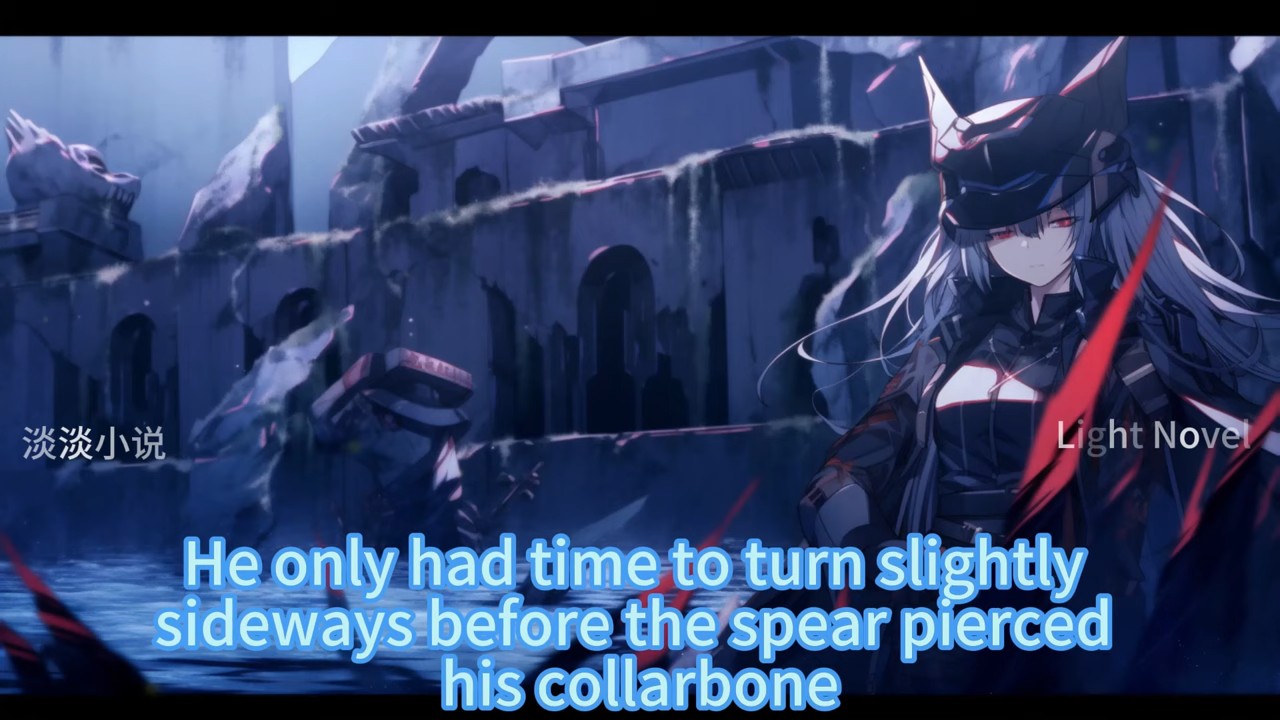 淡淡小说
Light Novel
He only had time to turn slightly
sideways before the spear pierced
his collarbone